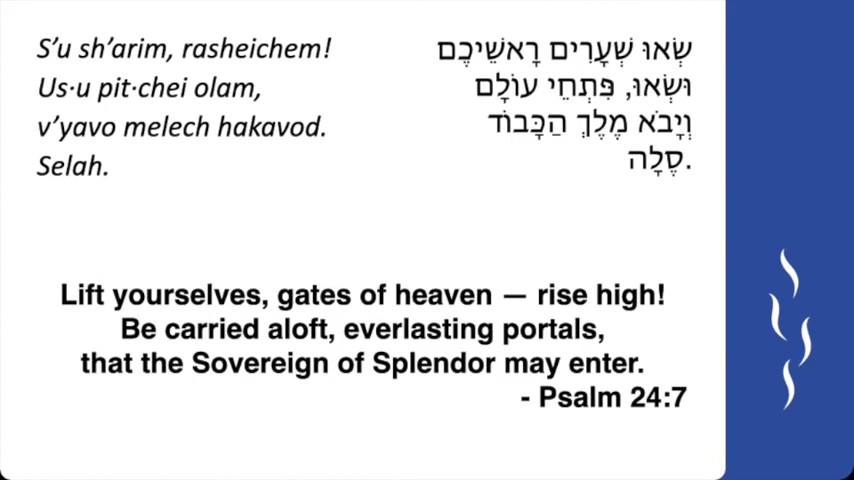 S'u sh'arim, rasheichem!
Us·u pit·chei olam,
v'yavo melech hakavod.
Selah.
שְׂאוּ שְׁעָרִים רָאשֵׁיכֶם
וּשְׂאוּ, פִּתְחֵי עוֹלָם
וְיָבֹא מֶלֶךְ הַכָּבוֹד
סֶלָה.
Lift yourselves, gates of heaven — rise high!
Be carried aloft, everlasting portals,
that the Sovereign of Splendor may enter.
- Psalm 24:7